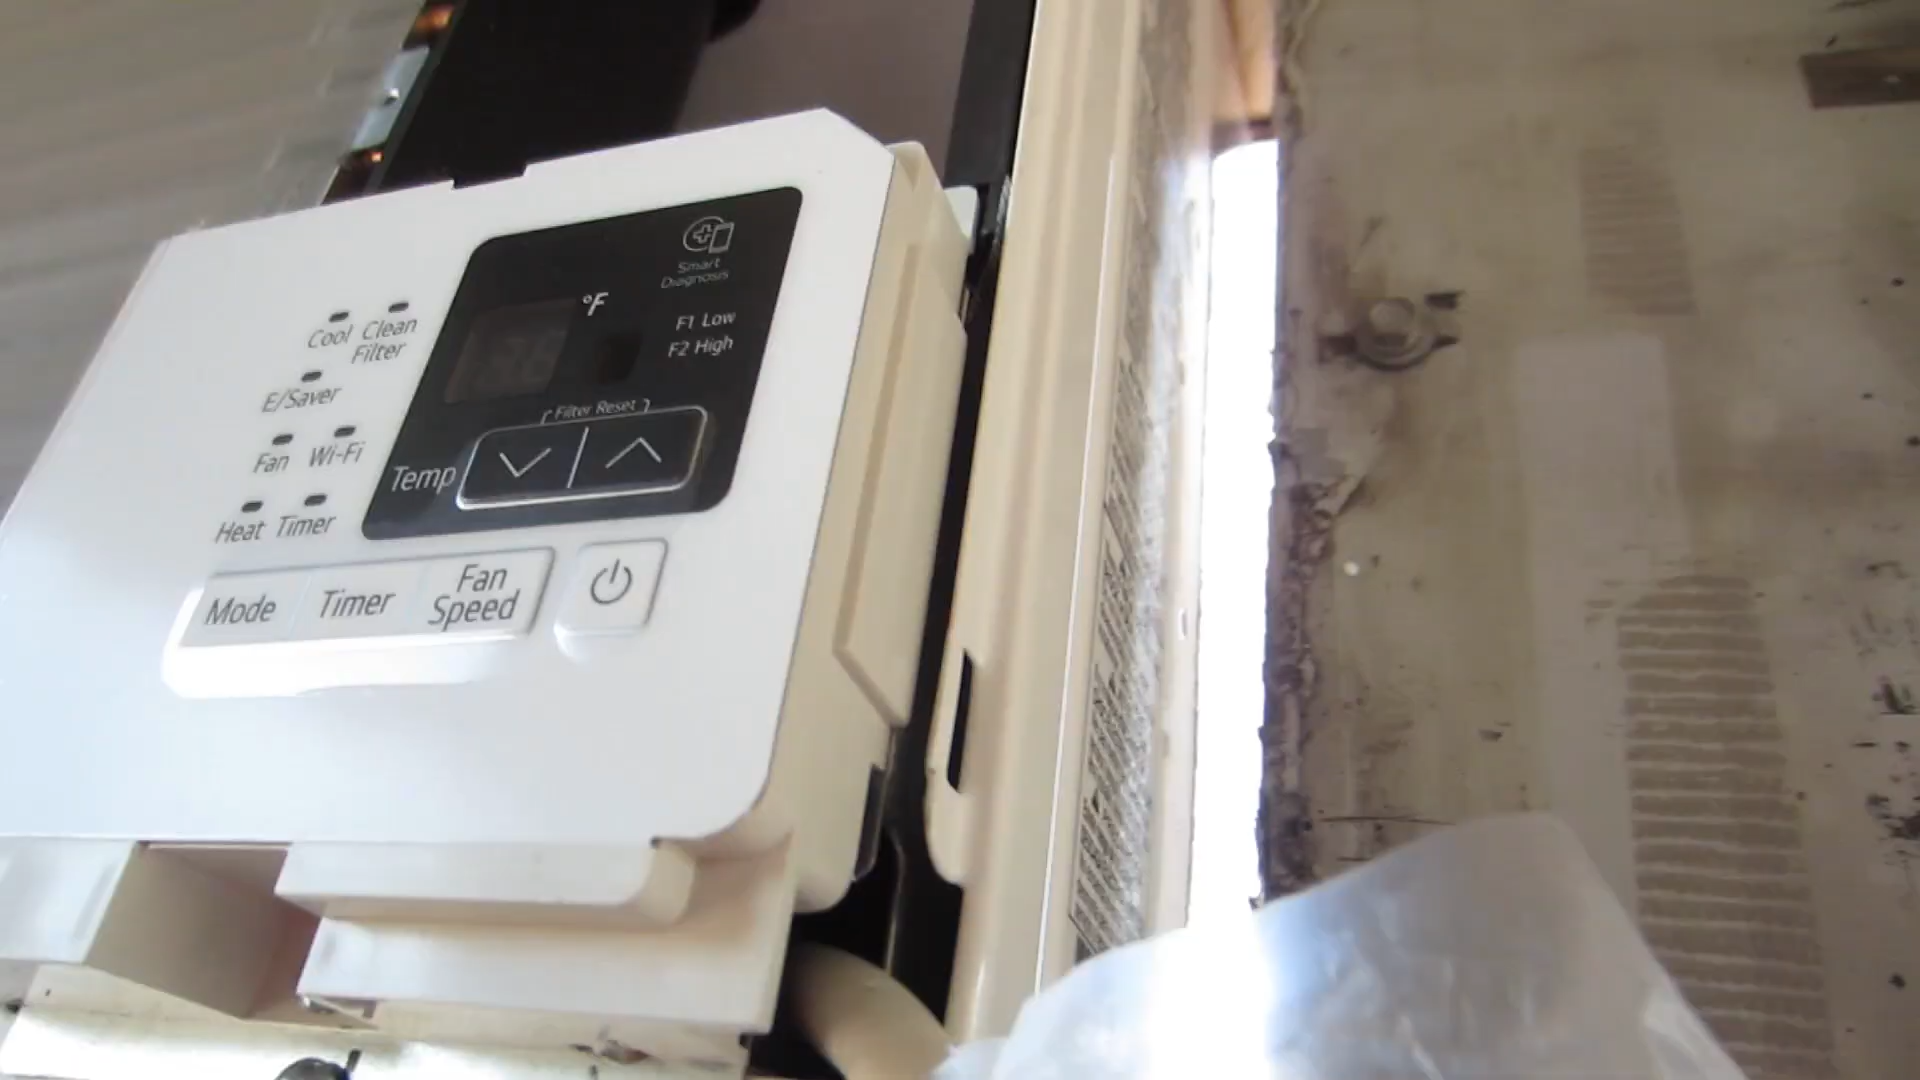 Smart
Diagnosis
°F
F1 Low
F2 High
Cool Clean
Filter
E/Saver
Fan Wi-Fi
Heat Timer
Filter Reset
Temp
Mode Timer Fan
Speed